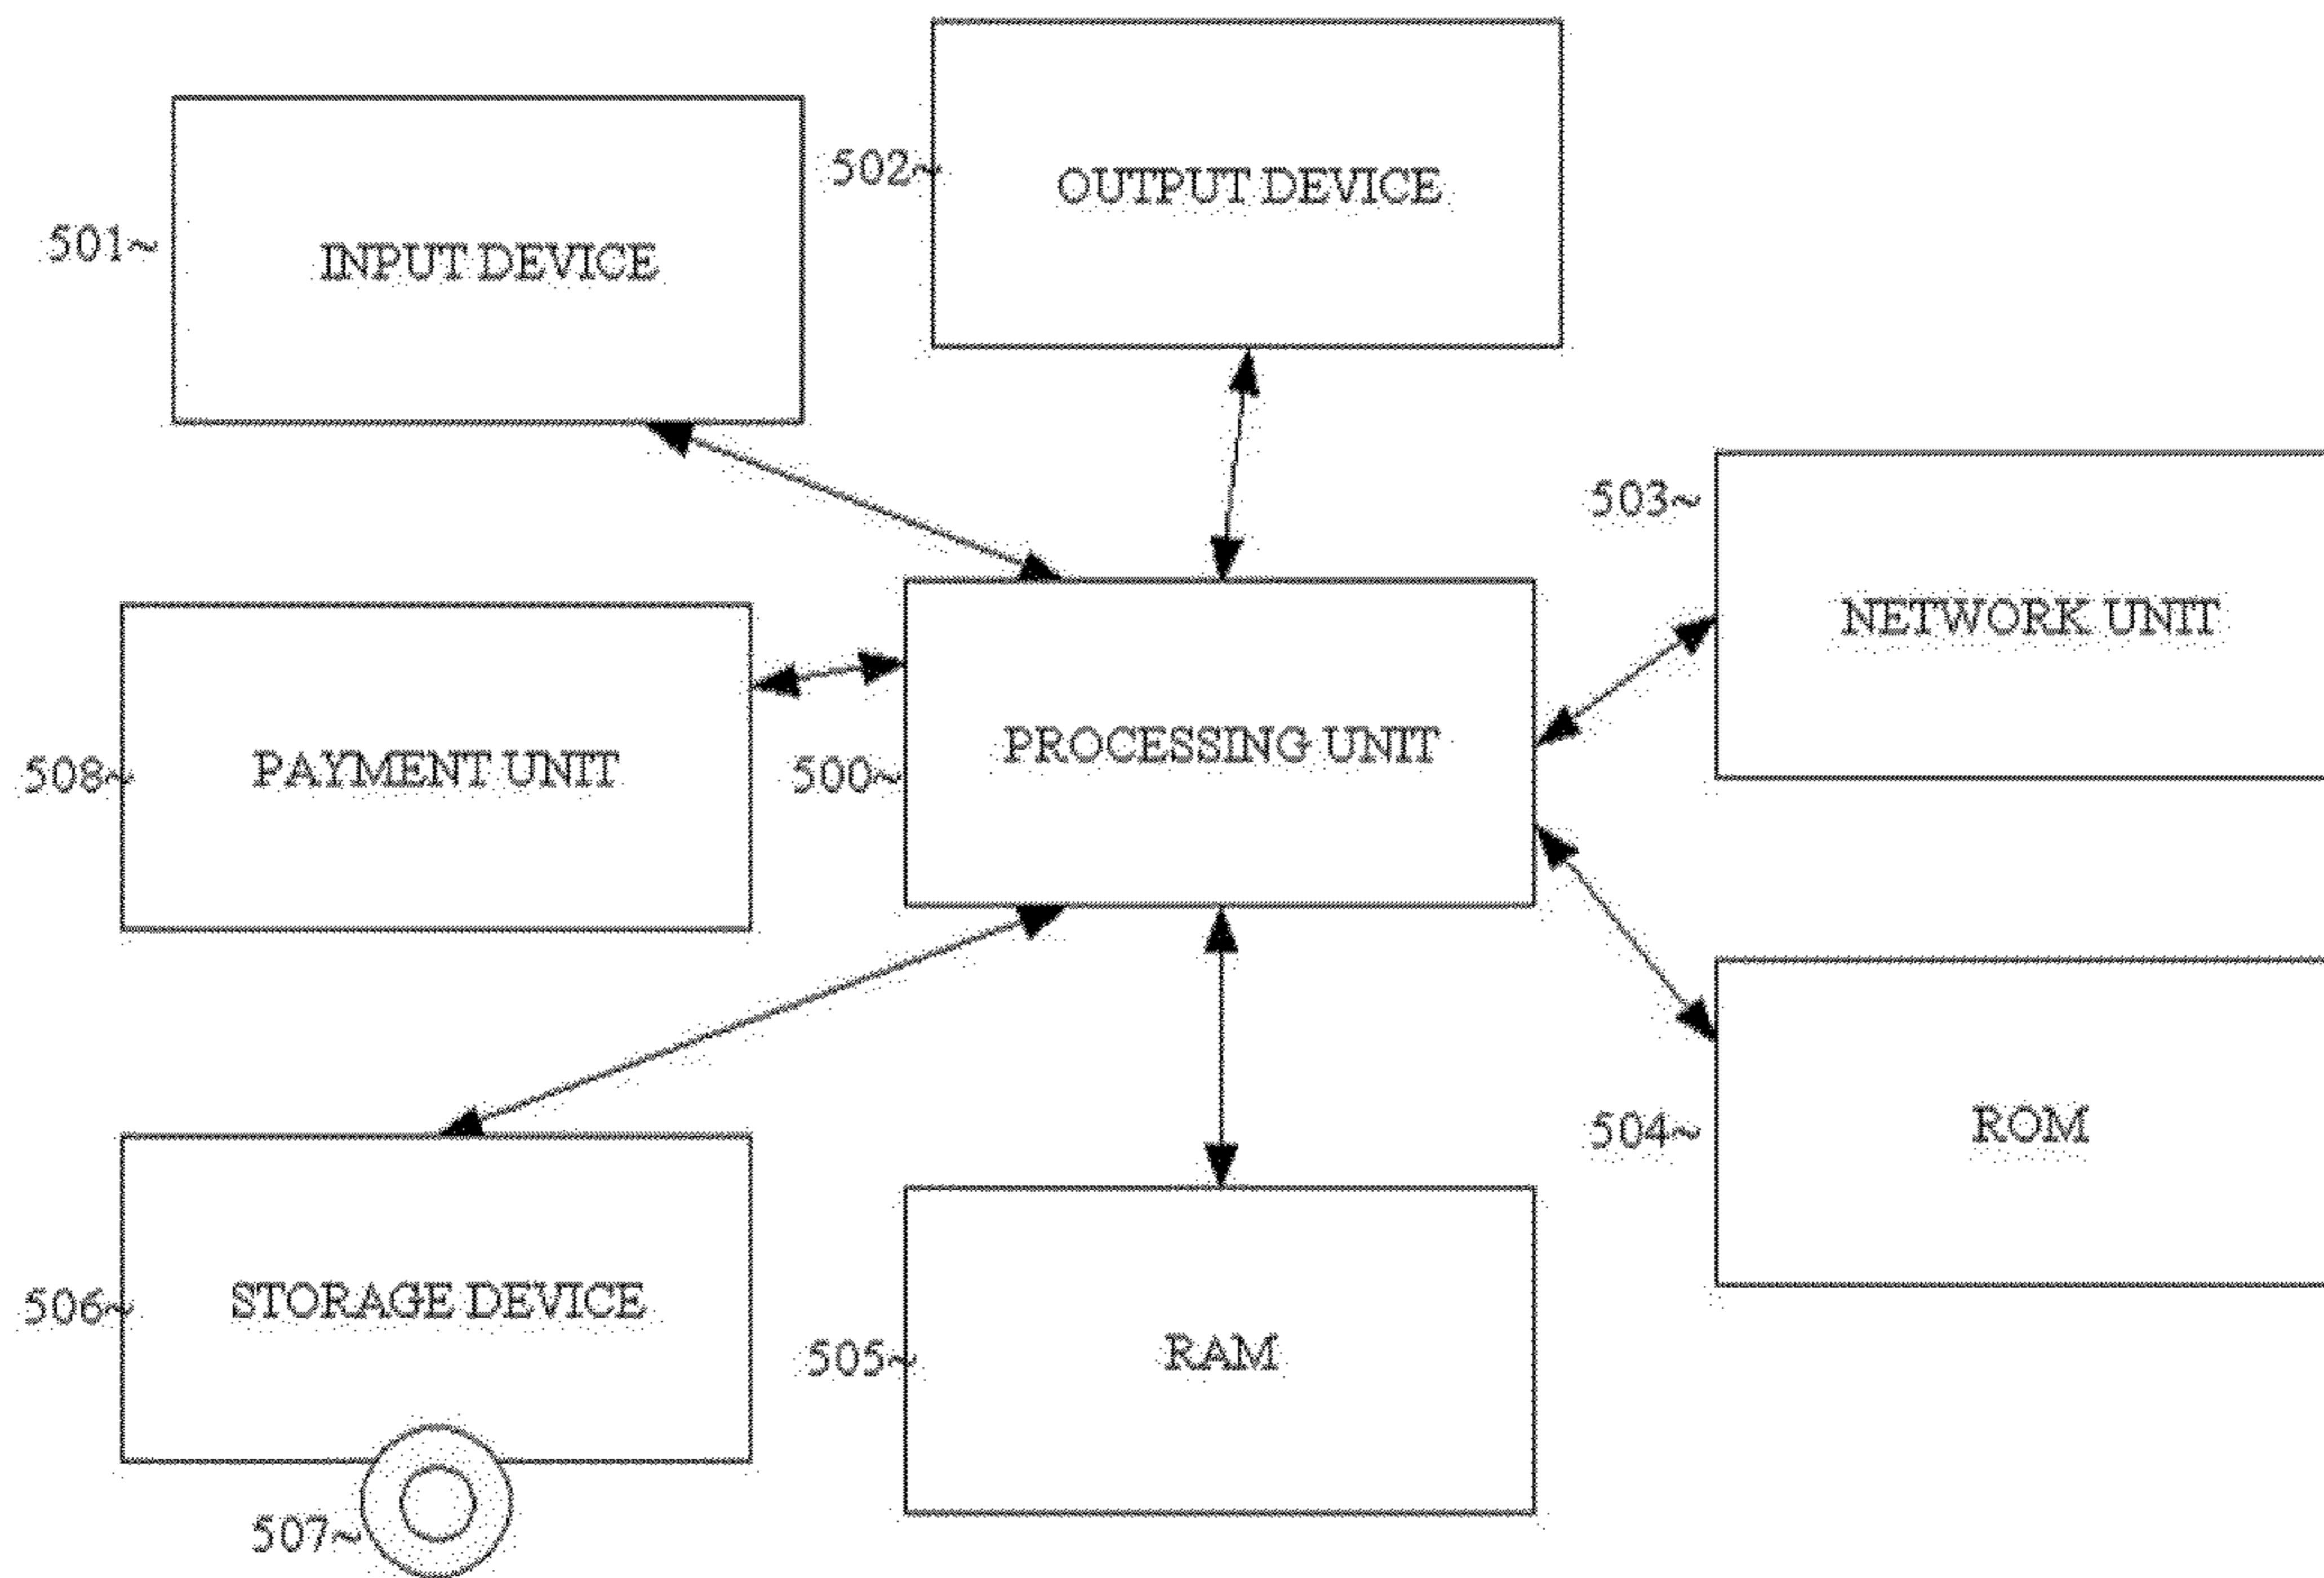 502~
OUTPUT DEVICE
501~
INPUT DEVICE
503~
NETWORK UNIT
508~
PAYMENT UNIT
500~
PROCESSING UNIT
504~
ROM
506~
STORAGE DEVICE
505~
RAM
507~